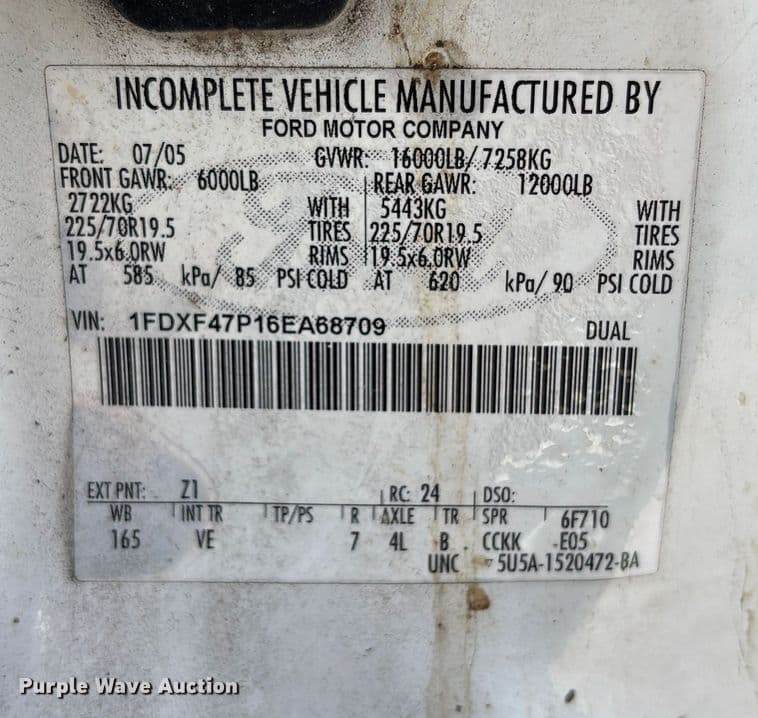 INCOMPLETE VEHICLE MANUFACTURED BY
FORD MOTOR COMPANY
DATE: 07/05 GVWR: 16000LB/ 7258KG
FRONT GAWR: 6000LB REAR GAWR: 12000LB
2722KG WITH 5443KG WITH
225/70R19.5 TIRES 225/70R19.5 TIRES
19.5x6.0RW RIMS 19.5x6.0RW RIMS
AT 585 kPa/ 85 PSI COLD AT 620 kPa/ 90 PSI COLD
VIN: 1FDXF47P16EA68709 DUAL
EXT PNT: Z1 RC: 24 DSO:
WB INT TR TP/PS R AXLE TR SPR 6F710
165 VE 7 4L B CCKK -E05
UNC 5U5A-1520472-BA
Purple Wave Auction